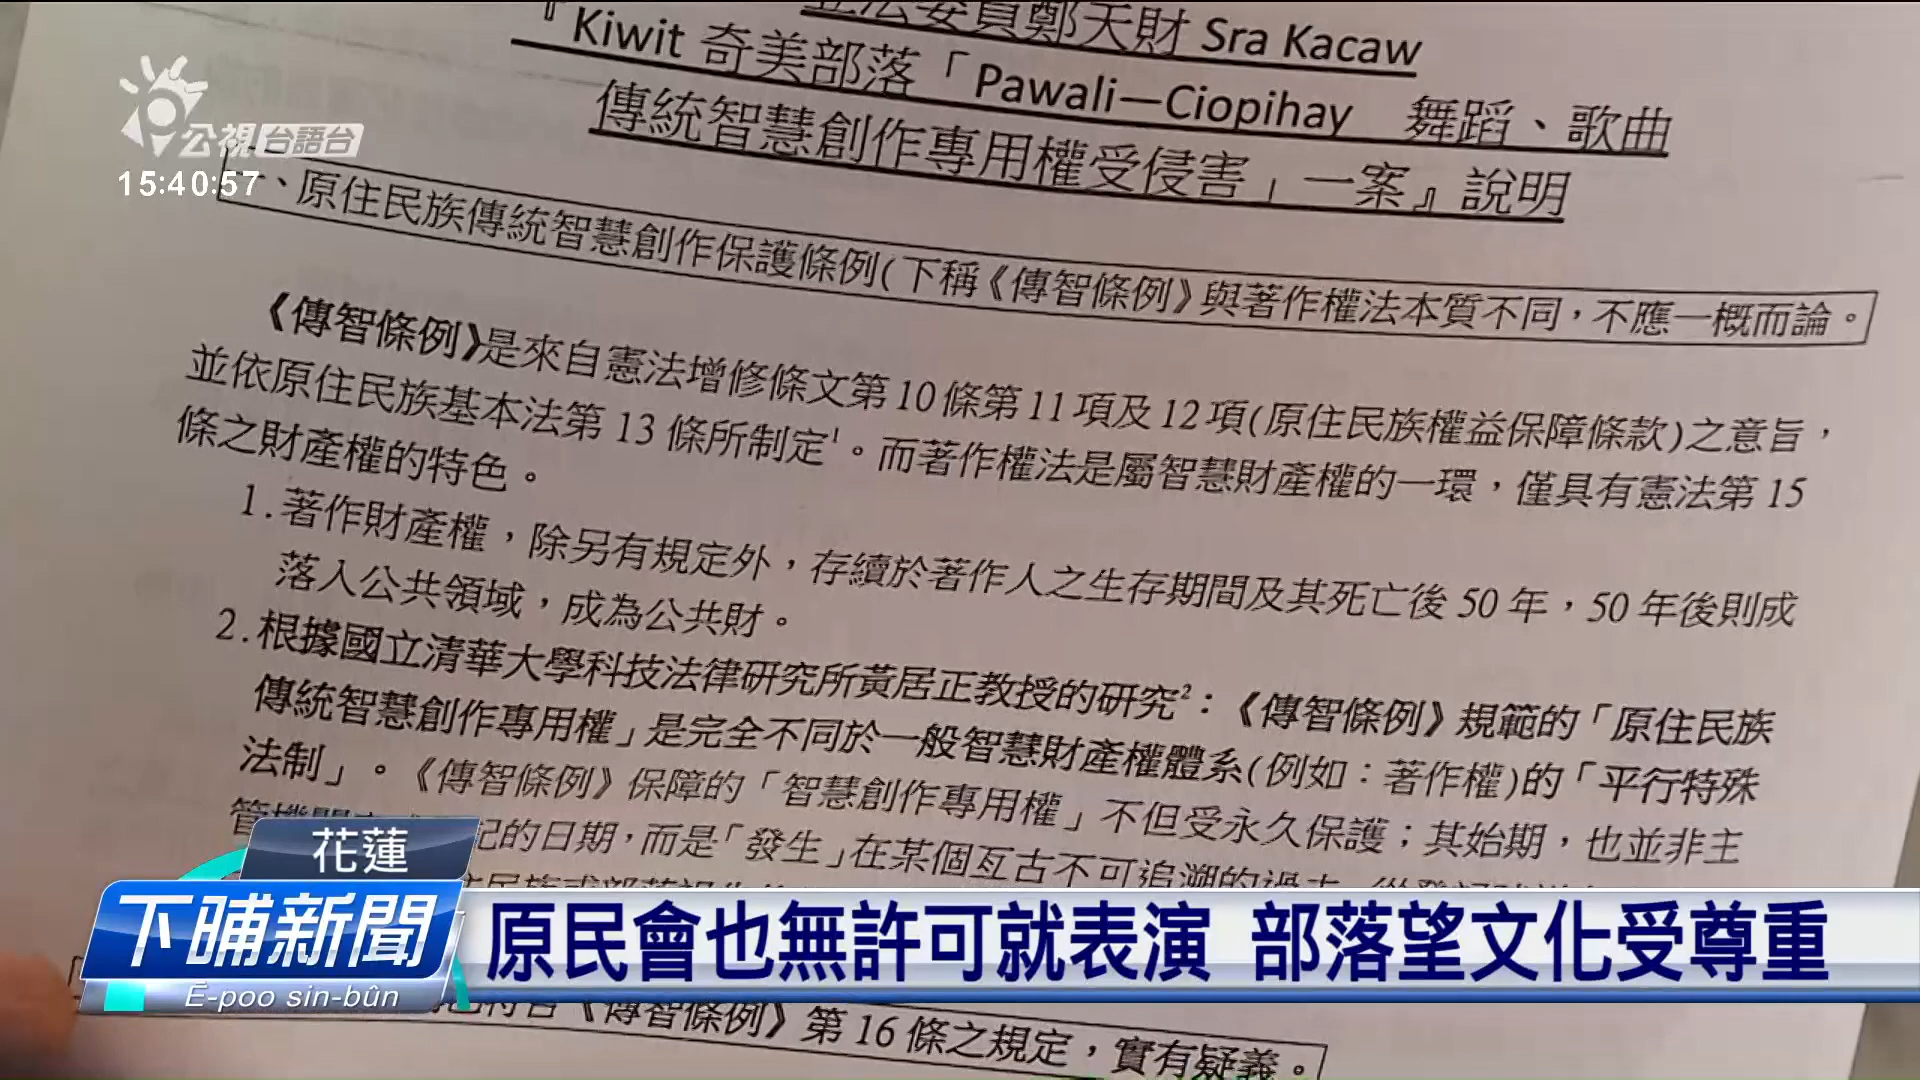 立法委員鄭天財 Sra Kacaw
『Kiwit 奇美部落「Pawali—Ciopihay 舞蹈、歌曲
傳統智慧創作專用權受侵害」一案』說明
公視台語台
15:40:57
一、原住民族傳統智慧創作保護條例(下稱《傳智條例》與著作權法本質不同，不應一概而論。
《傳智條例》是來自憲法增修條文第 10 條第 11 項及 12 項(原住民族權益保障條款)之意旨，
並依原住民族基本法第 13 條所制定1。而著作權法是屬智慧財產權的一環，僅具有憲法第 15
條之財產權的特色。
1.著作財產權，除另有規定外，存續於著作人之生存期間及其死亡後 50 年，50 年後則成
落入公共領域，成為公共財。
2.根據國立清華大學科技法律研究所黃居正教授的研究2：《傳智條例》規範的「原住民族
傳統智慧創作專用權」是完全不同於一般智慧財產權體系(例如：著作權)的「平行特殊
法制」。《傳智條例》保障的「智慧創作專用權」不但受永久保護；其始期，也並非主
的日期，而是「發生」在某個亙古不可追溯的過去
花蓮
下晡新聞
Ē-poo sin-bûn
原民會也無許可就表演 部落望文化受尊重
《傳智條例》第 16 條之規定，實有疑義。